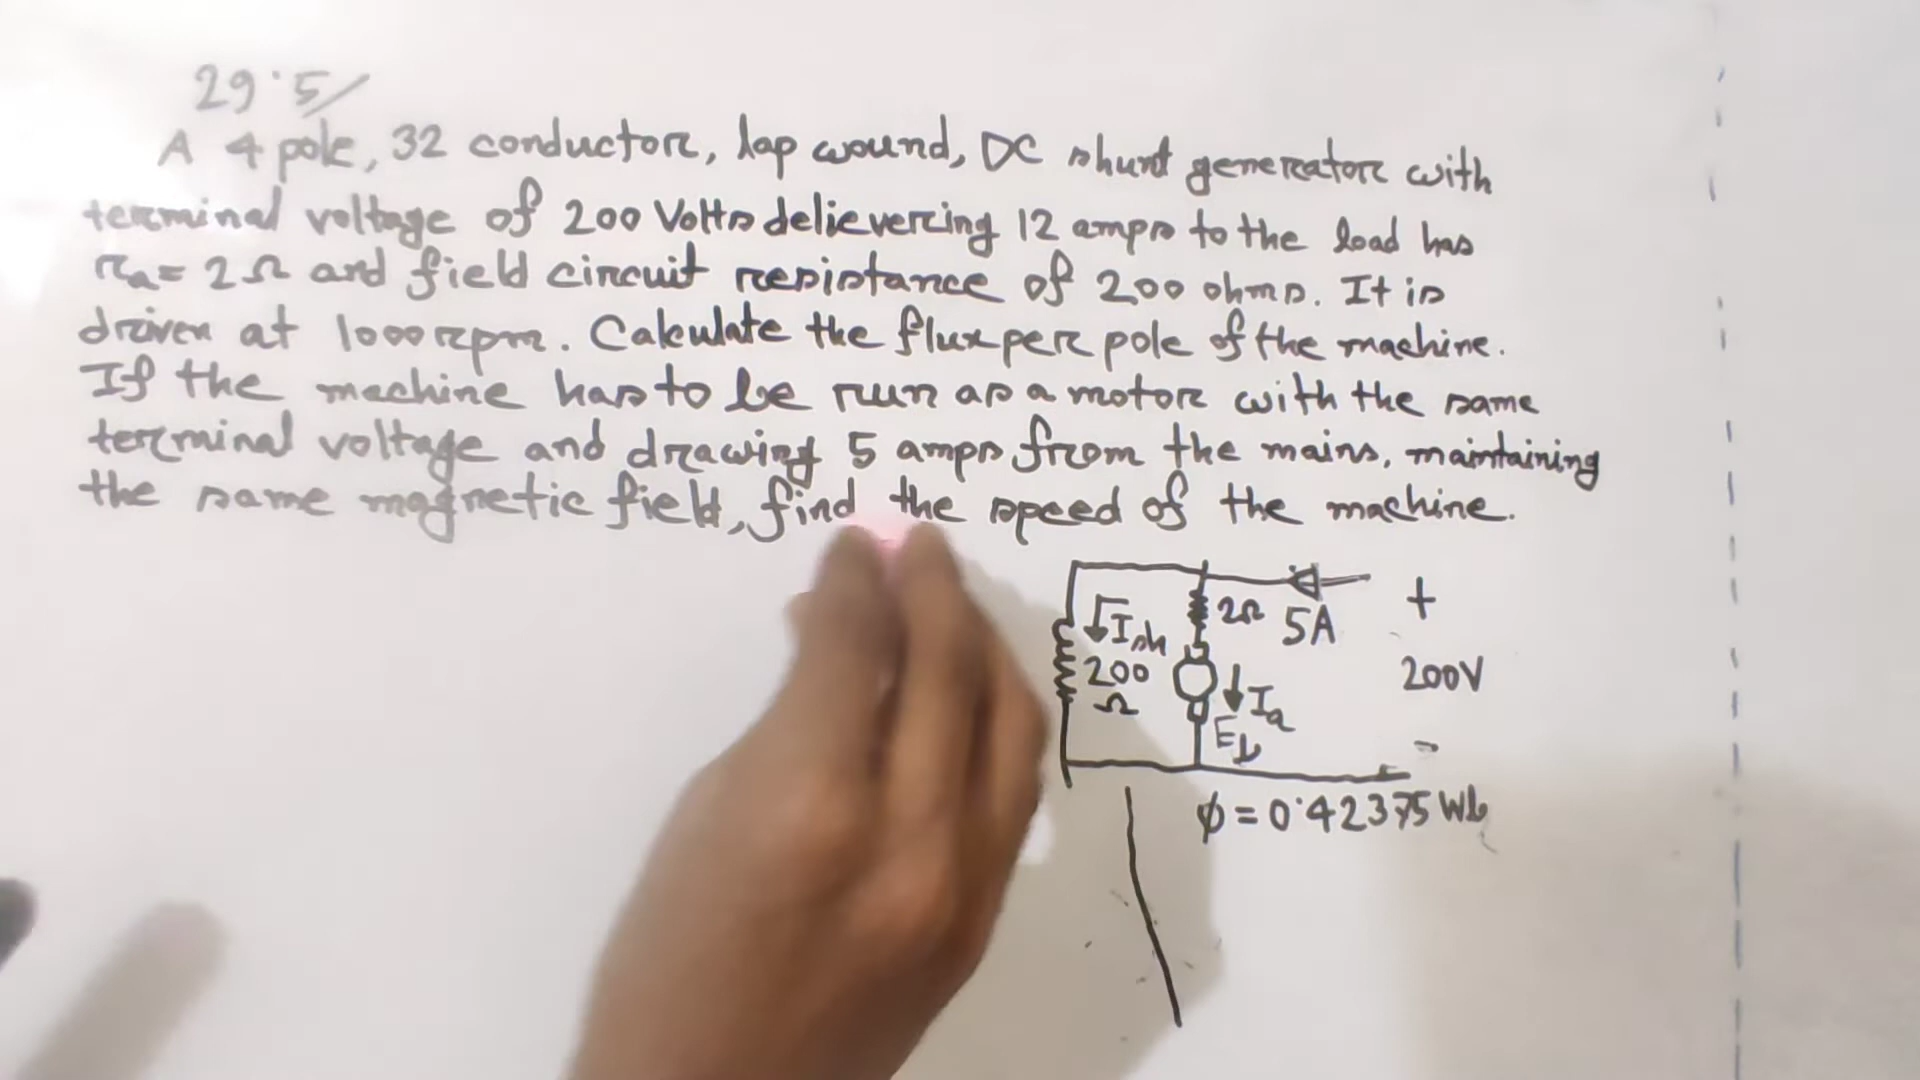 29.5/
A 4 pole, 32 conductor, lap wound, DC shunt generator with
terminal voltage of 200 Volts delievering 12 amps to the load has
ra = 2Ω and field circuit resistance of 200 ohms. It is
driven at 1000 rpm. Calculate the flux per pole of the machine.
If the machine has to be run as a motor with the same
terminal voltage and drawing 5 amps from the mains, maintaining
the same magnetic field, find the speed of the machine.
2Ω
5A
+
Ish
200
Ω
Ia
200V
Eb
-
φ = 0.42375 Wb